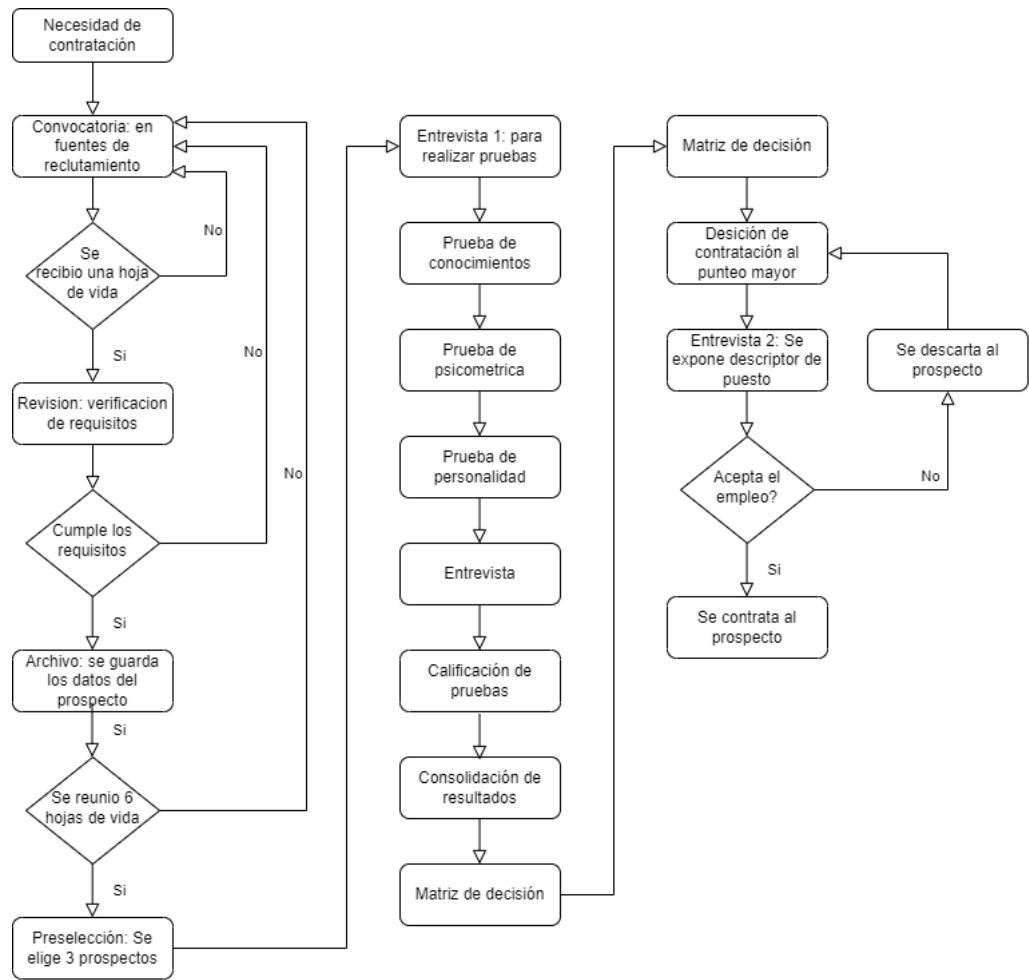 Necesidad de
contratación
Convocatoria: en
fuentes de
reclutamiento
No
Se
recibio una hoja
de vida
Si
No
Revision: verificacion
de requisitos
No
Cumple los
requisitos
Si
Archivo: se guarda
los datos del
prospecto
Si
Se reunio 6
hojas de vida
Si
Preselección: Se
elige 3 prospectos
Entrevista 1: para
realizar pruebas
Prueba de
conocimientos
Prueba de
psicometrica
Prueba de
personalidad
Entrevista
Calificación de
pruebas
Consolidación de
resultados
Matriz de decisión
Matriz de decisión
Desición de
contratación al
punteo mayor
Entrevista 2: Se
expone descriptor de
puesto
Se descarta al
prospecto
Acepta el
empleo?
No
Si
Se contrata al
prospecto